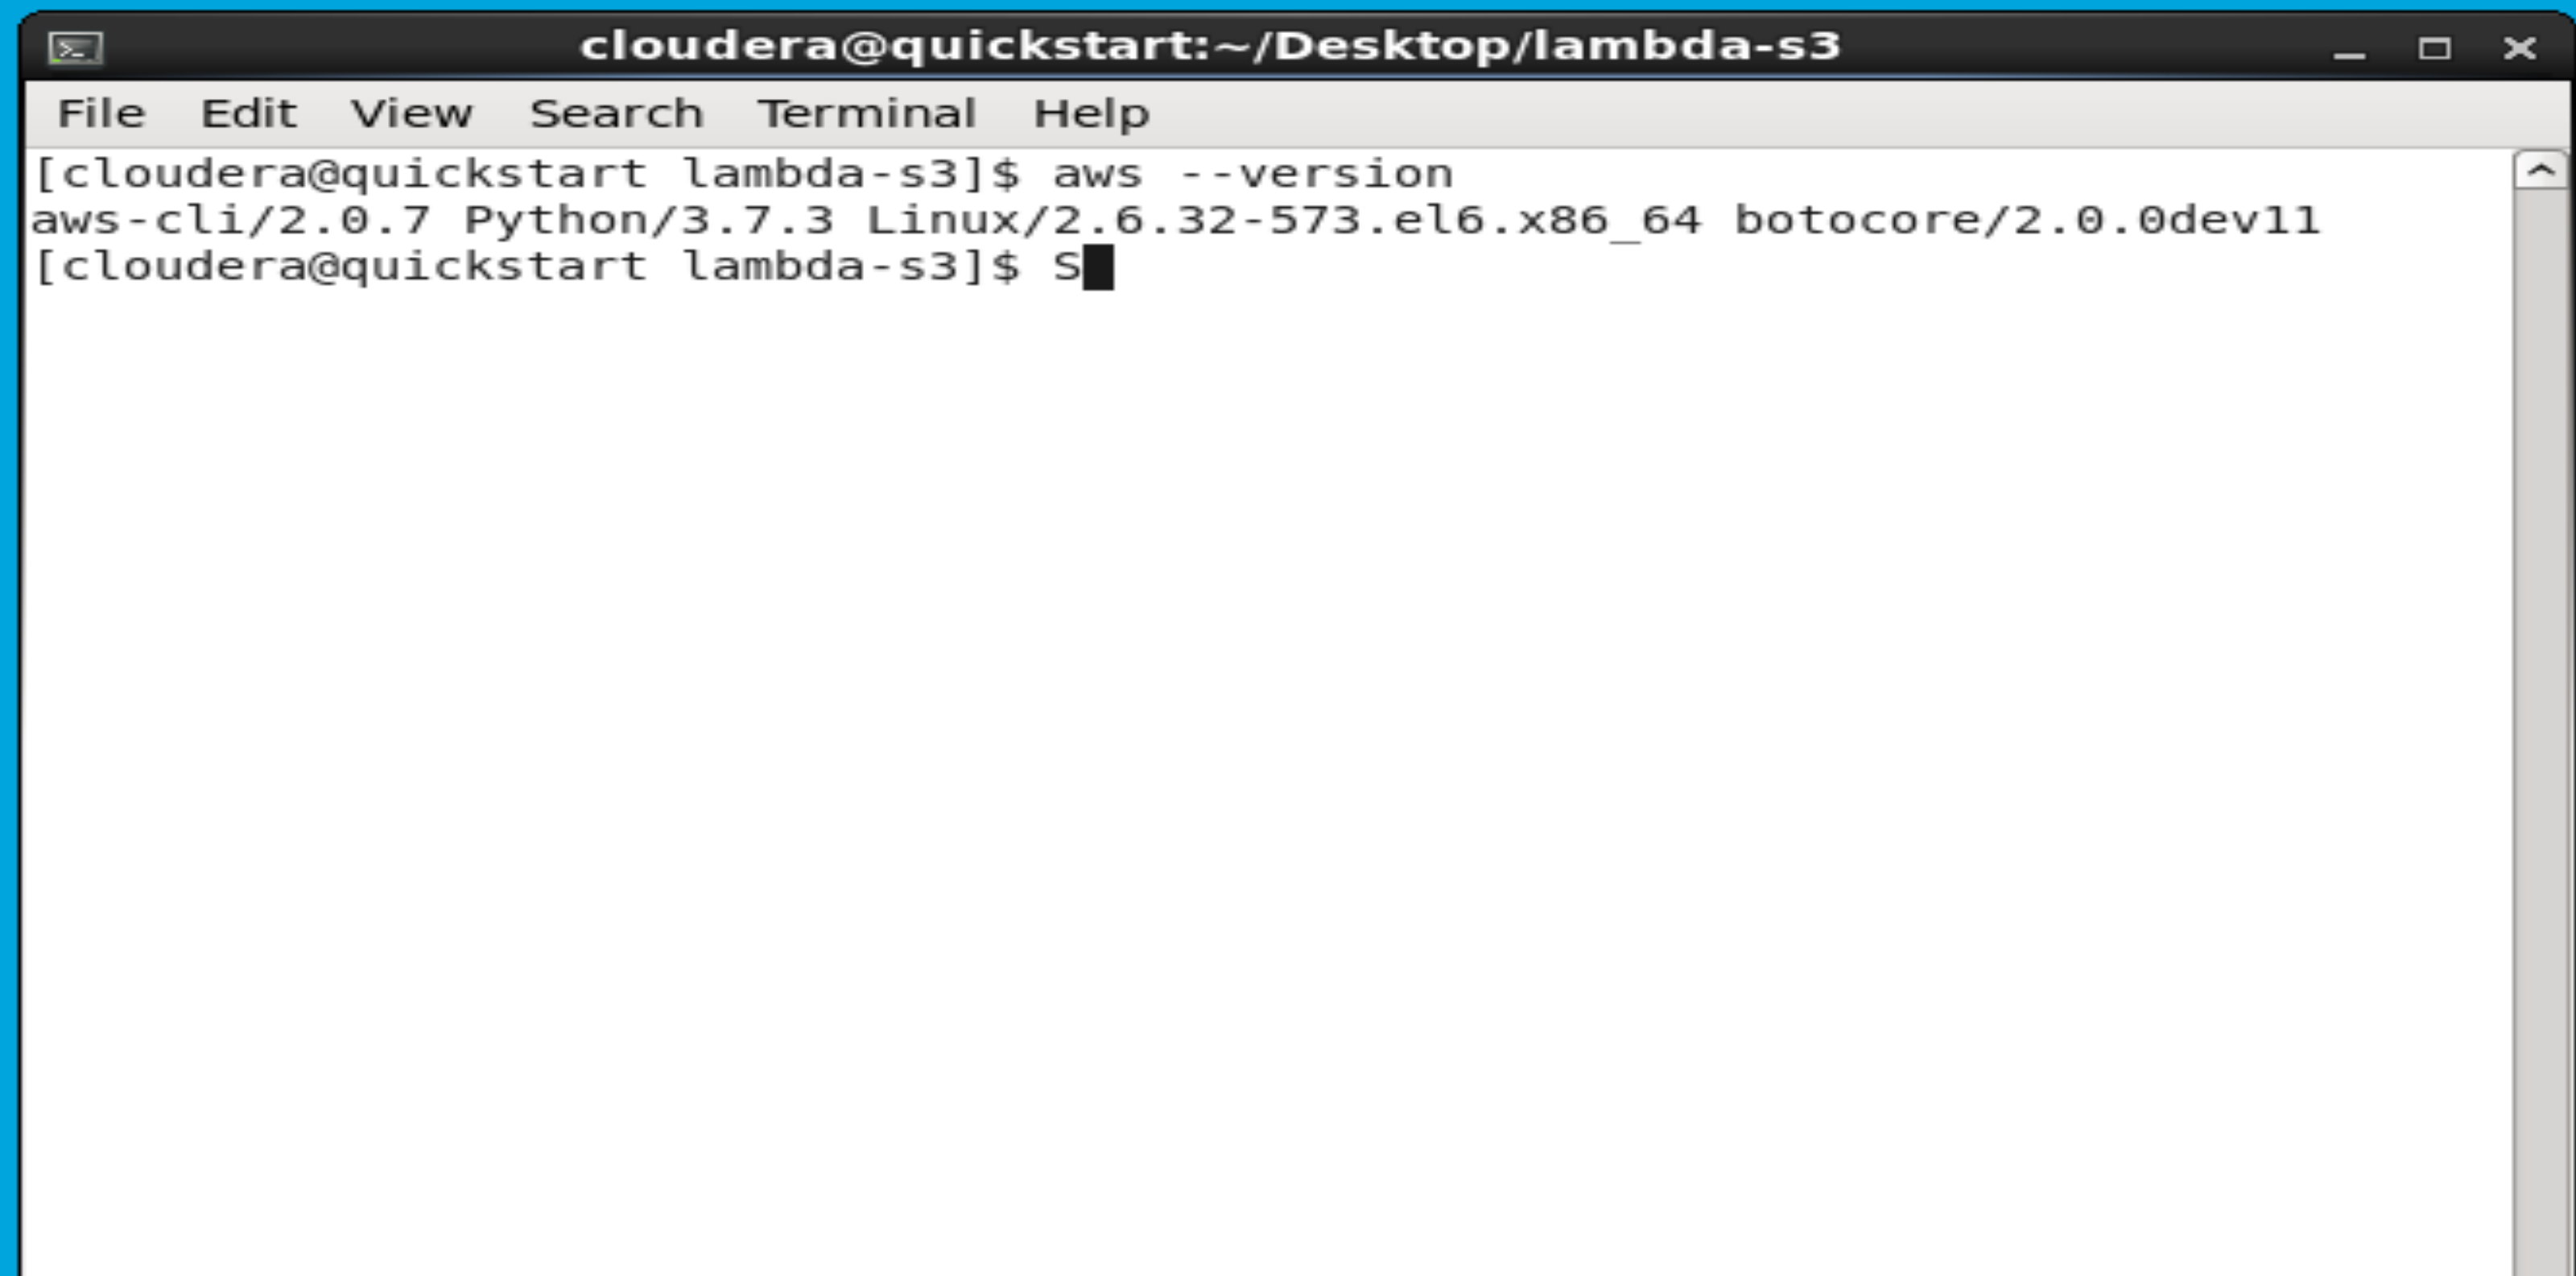 cloudera@quickstart:~/Desktop/lambda-s3
File Edit View Search Terminal Help
[cloudera@quickstart lambda-s3]$ aws --version
aws-cli/2.0.7 Python/3.7.3 Linux/2.6.32-573.el6.x86_64 botocore/2.0.0dev11
[cloudera@quickstart lambda-s3]$ S